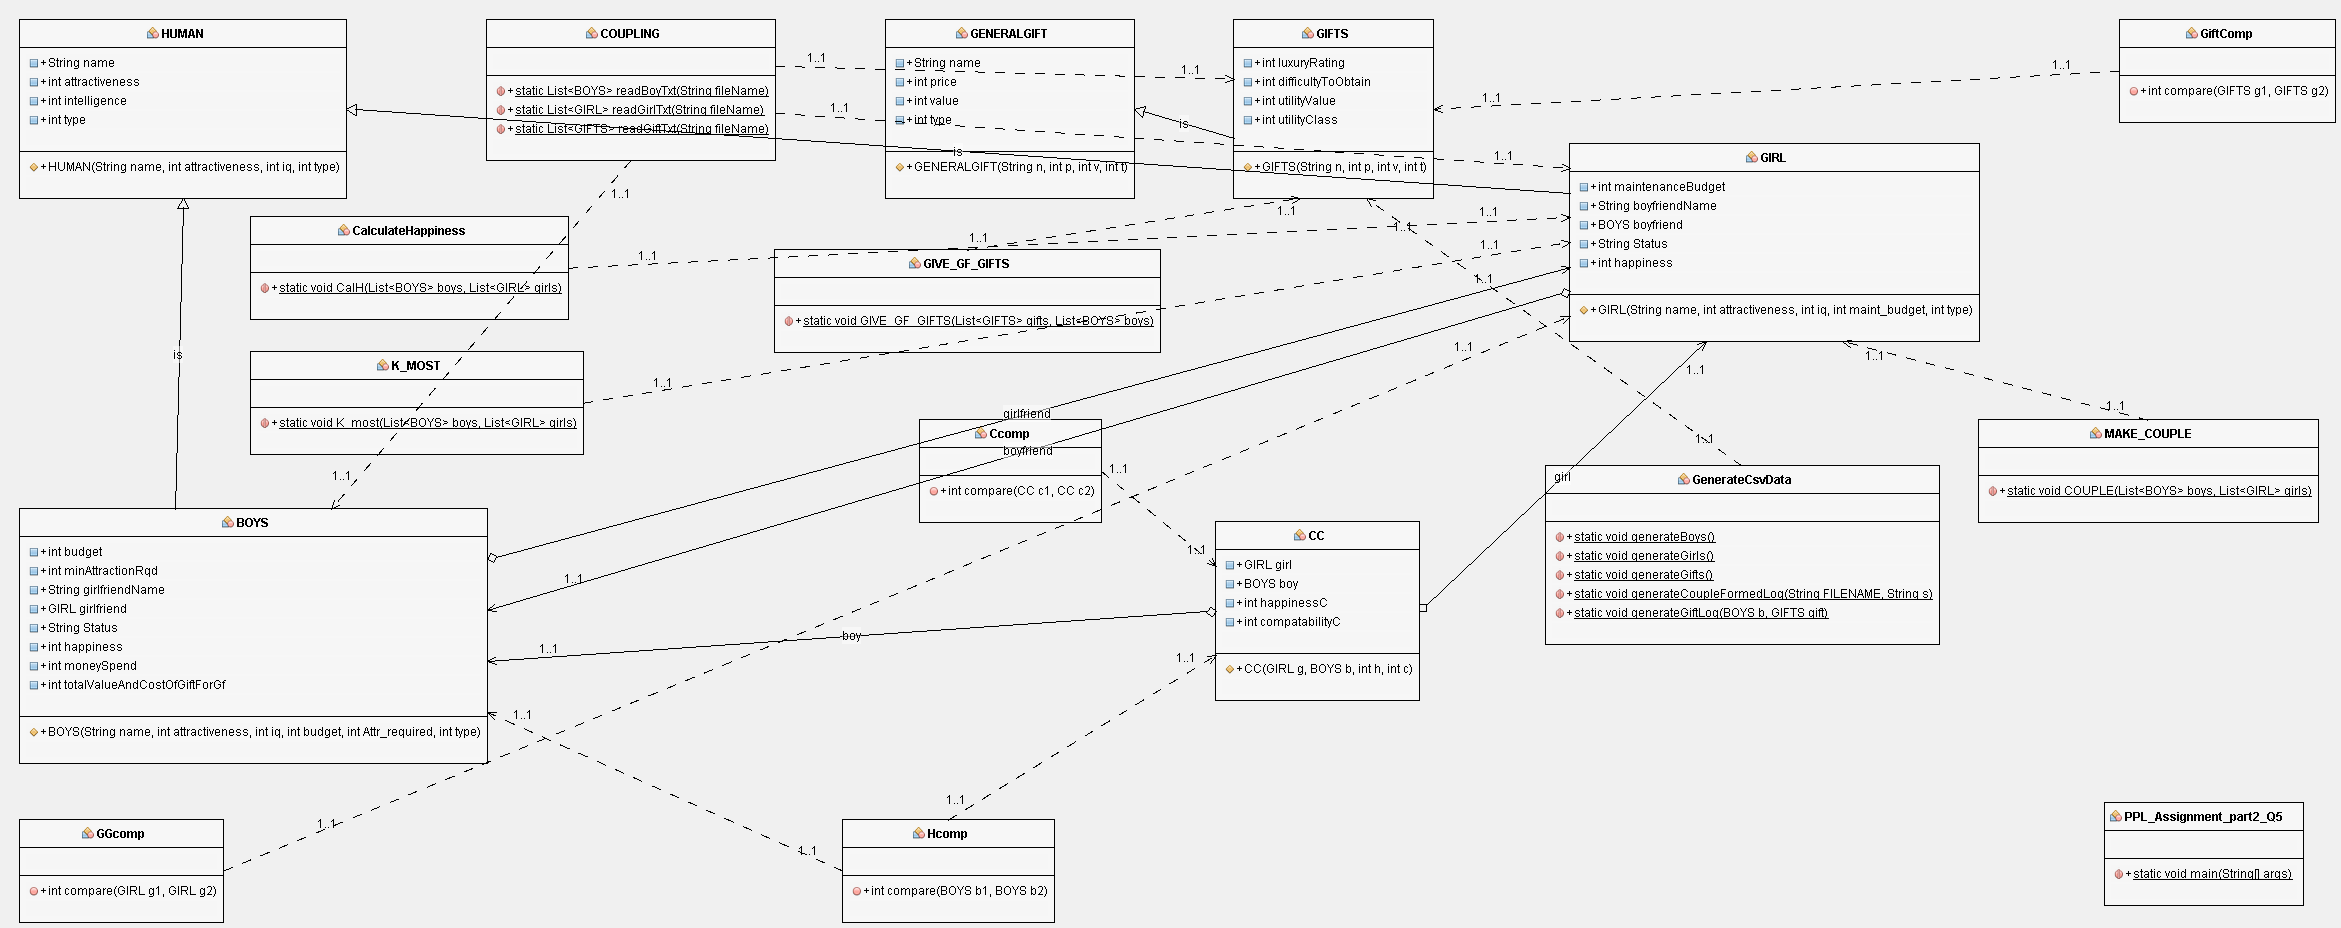 HUMAN
+String name
+int attractiveness
+int intelligence
+int type
+HUMAN(String name, int attractiveness, int iq, int type)
COUPLING
+static List<BOYS> readBoyTxt(String fileName)
+static List<GIRL> readGirlTxt(String fileName)
+static List<GIFTS> readGiftTxt(String fileName)
GENERALGIFT
+String name
+int price
+int value
+int type
+GENERALGIFT(String n, int p, int v, int t)
GIFTS
+int luxuryRating
+int difficultyToObtain
+int utilityValue
+int utilityClass
+GIFTS(String n, int p, int v, int t)
GiftComp
+int compare(GIFTS g1, GIFTS g2)
1..1
1..1
1..1
1..1
1..1
1..1
is
is
GIRL
+int maintenanceBudget
+String boyfriendName
+BOYS boyfriend
+String Status
+int happiness
+GIRL(String name, int attractiveness, int iq, int maint_budget, int type)
1..1
1..1
1..1
1..1
1..1
1..1
1..1
1..1
CalculateHappiness
+static void CalH(List<BOYS> boys, List<GIRL> girls)
GIVE_GF_GIFTS
+static void GIVE_GF_GIFTS(List<GIFTS> gifts, List<BOYS> boys)
is
K_MOST
+static void K_most(List<BOYS> boys, List<GIRL> girls)
1..1
1..1
1..1
1..1
1..1
girlfriend
boyfriend
Ccomp
+int compare(CC c1, CC c2)
1..1
1..1
MAKE_COUPLE
+static void COUPLE(List<BOYS> boys, List<GIRL> girls)
1..1
1..1
girl
GenerateCsvData
+static void generateBoys()
+static void generateGirls()
+static void generateGifts()
+static void generateCoupleFormedLog(String FILENAME, String s)
+static void generateGiftLog(BOYS b, GIFTS gift)
BOYS
+int budget
+int minAttractionRqd
+String girlfriendName
+GIRL girlfriend
+String Status
+int happiness
+int moneySpend
+int totalValueAndCostOfGiftForGf
+BOYS(String name, int attractiveness, int iq, int budget, int Attr_required, int type)
CC
+GIRL girl
+BOYS boy
+int happinessC
+int compatabilityC
+CC(GIRL g, BOYS b, int h, int c)
1..1
1..1
boy
1..1
1..1
1..1
1..1
1..1
1..1
GGcomp
+int compare(GIRL g1, GIRL g2)
Hcomp
+int compare(BOYS b1, BOYS b2)
PPL_Assignment_part2_Q5
+static void main(String[] args)